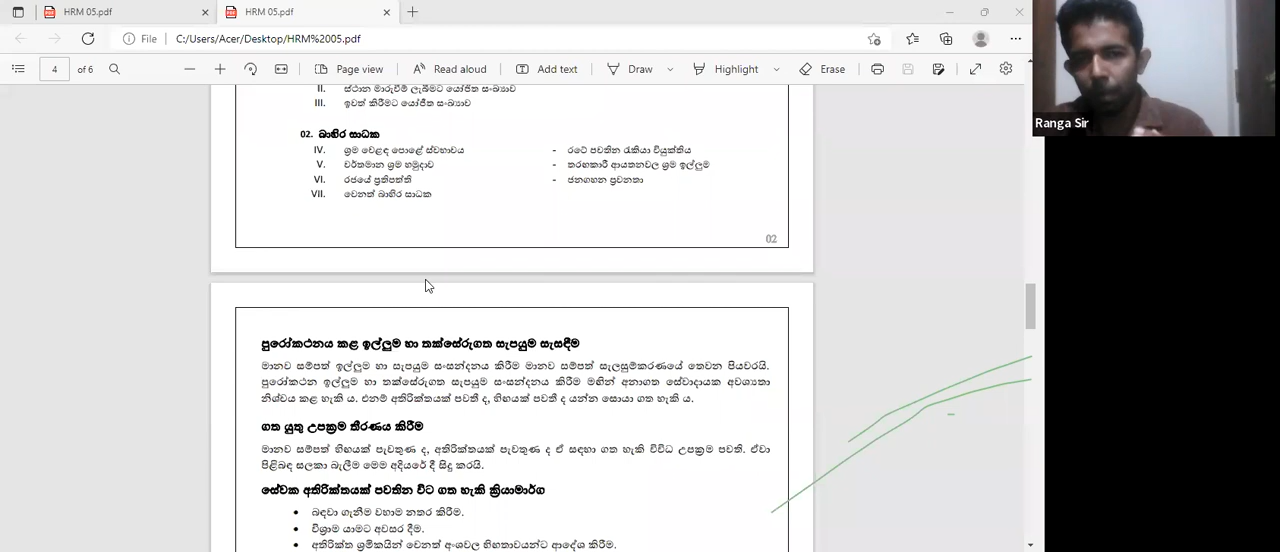 HRM 05.pdf
HRM 05.pdf
File C:/Users/Acer/Desktop/HRM%2005.pdf
4 of 6 Page view Read aloud Add text Draw Highlight Erase
Ranga Sir
II. ස්ථාන මාරුවීම් ලැබීමට යෝජිත සංඛ්‍යාව
III. ඉවත් කිරීමට යෝජිත සංඛ්‍යාව
02. බාහිර සාධක
IV. ශ්‍රම වෙළඳ පොළේ ස්වභාවය - රටේ පවතින රැකියා වියුක්තිය
V. වර්තමාන ශ්‍රම හමුදාව - තරඟකාරී ආයතනවල ශ්‍රම ඉල්ලුම
VI. රජයේ ප්‍රතිපත්ති - ජනගහන ප්‍රවනතා
VII. වෙනත් බාහිර සාධක
02
පුරෝකථනය කළ ඉල්ලුම හා තක්සේරුගත සැපයුම සැසඳීම
මානව සම්පත් ඉල්ලුම හා සැපයුම සංසන්දනය කිරීම මානව සම්පත් සැලසුම්කරණයේ තෙවන පියවරයි.
පුරෝකථන ඉල්ලුම හා තක්සේරුගත සැපයුම සංසන්දනය කිරීම මඟින් අනාගත සේවාදායක අවශ්‍යතා
නිශ්චය කළ හැකි ය. එනම් අතිරික්තයක් පවතී ද, හිඟයක් පවතී ද යන්න සොයා ගත හැකි ය.
ගත යුතු උපක්‍රම තීරණය කිරීම
මානව සම්පත් හිඟයක් පැවතුණ ද, අතිරික්තයක් පැවතුණ ද ඒ සඳහා ගත හැකි විවිධ උපක්‍රම පවතී. ඒවා
පිළිබඳ සලකා බැලීම මෙම අදියරේ දී සිදු කරයි.
සේවක අතිරික්තයක් පවතින විට ගත හැකි ක්‍රියාමාර්ග
• බඳවා ගැනීම වහාම නතර කිරීම.
• විශ්‍රාම යාමට අවසර දීම.
• අතිරික්ත ශ්‍රමිකයින් වෙනත් අංශවල හිඟතාවයන්ට ආදේශ කිරීම.